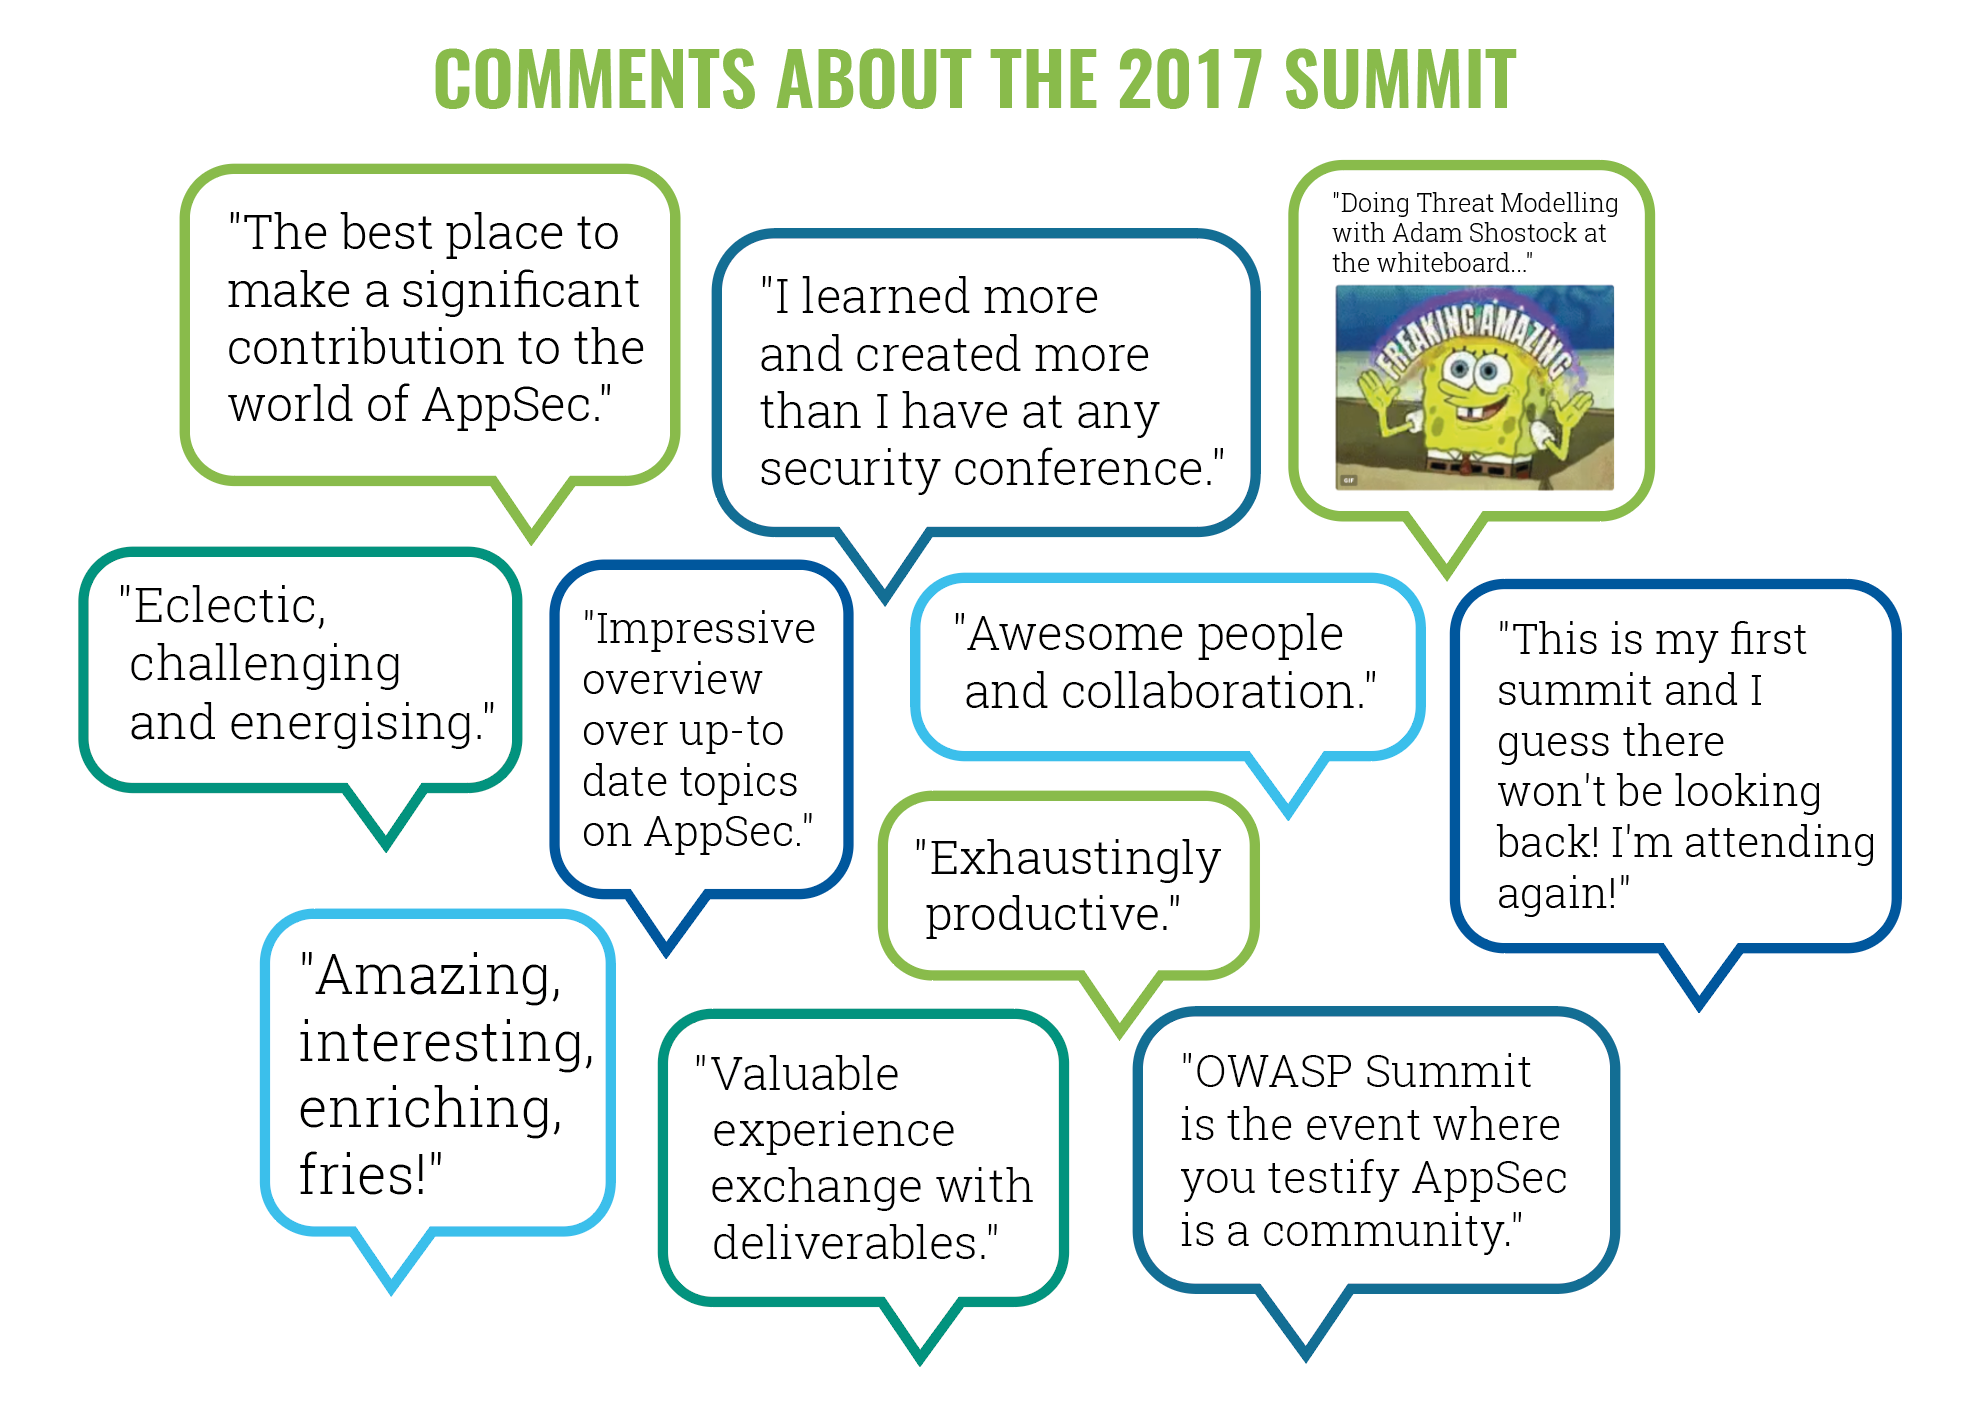 COMMENTS ABOUT THE 2017 SUMMIT
"The best place to
make a significant
contribution to the
world of AppSec."
"I learned more
and created more
than I have at any
security conference."
"Doing Threat Modelling
with Adam Shostock at
the whiteboard..."
FREAKING AMAZING
GIF
"Eclectic,
challenging
and energising."
"Impressive
overview
over up-to
date topics
on AppSec."
"Awesome people
and collaboration."
"This is my first
summit and I
guess there
won't be looking
back! I'm attending
again!"
"Exhaustingly
productive."
"Amazing,
interesting,
enriching,
fries!"
"Valuable
experience
exchange with
deliverables."
"OWASP Summit
is the event where
you testify AppSec
is a community."